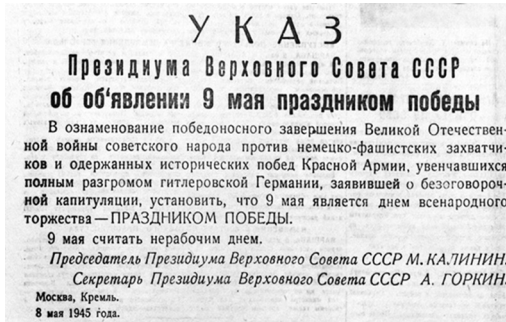 УКАЗ
Президиума Верховного Совета СССР
об об'явлении 9 мая праздником победы
В ознаменование победоносного завершения Великой Отечествен-
ной войны советского народа против немецко-фашистских захватчи-
ков и одержанных исторических побед Красной Армии, увенчавшихся
полным разгромом гитлеровской Германии, заявившей о безоговороч-
ной капитуляции, установить, что 9 мая является днем всенародного
торжества — ПРАЗДНИКОМ ПОБЕДЫ.
9 мая считать нерабочим днем.
Председатель Президиума Верховного Совета СССР М. КАЛИНИН.
Секретарь Президиума Верховного Совета СССР А. ГОРКИН.
Москва, Кремль.
8 мая 1945 года.